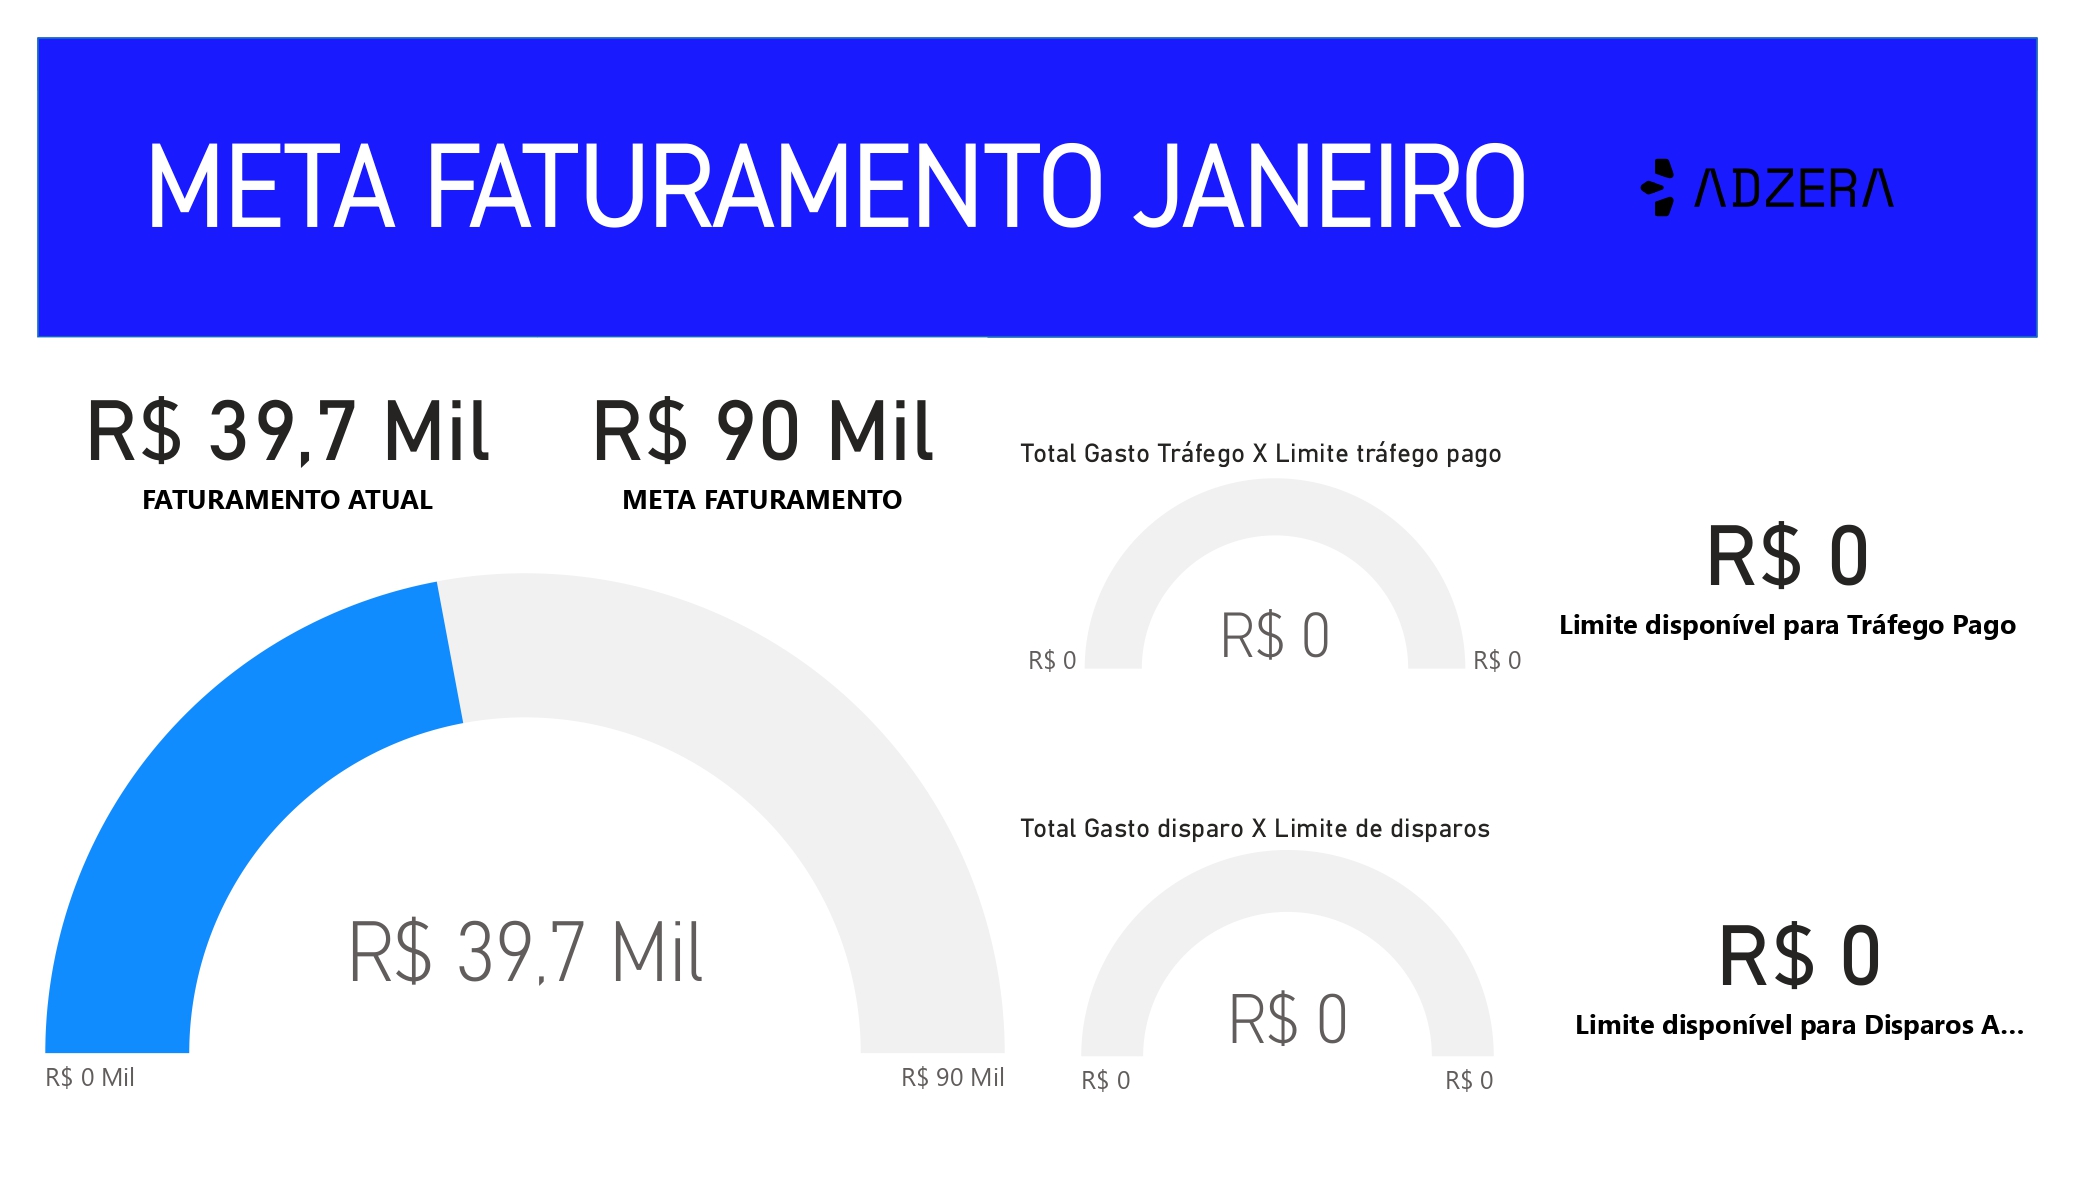 META FATURAMENTO JANEIRO
ADZERA
R$ 39,7 Mil
FATURAMENTO ATUAL
R$ 90 Mil
META FATURAMENTO
R$ 39,7 Mil
R$ 0 Mil
R$ 90 Mil
Total Gasto Tráfego X Limite tráfego pago
R$ 0
R$ 0
R$ 0
R$ 0
Limite disponível para Tráfego Pago
Total Gasto disparo X Limite de disparos
R$ 0
R$ 0
R$ 0
R$ 0
Limite disponível para Disparos A...